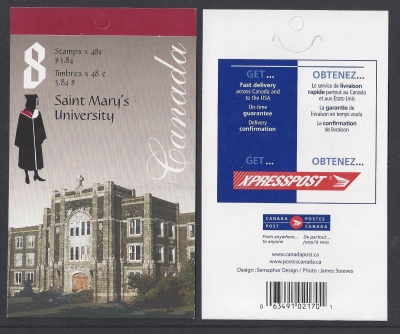 8
Stamps x 48¢
$3.84
Timbres x 48 ¢
3,84 $
Saint Mary's
University
Canada
GET...
Fast delivery
across Canada and
to the USA
On-time
guarantee
Delivery
confirmation
OBTENEZ...
Le service de livraison
rapide partout au Canada
et aux États-Unis
La garantie de
livraison en temps voulu
La confirmation
de livraison
GET...
OBTENEZ...
XPRESSPOST
CANADA
POST
POSTES
CANADA
From anywhere...
to anyone
De partout...
jusqu'à vous
www.canadapost.ca
www.postescanada.ca
Design : Semaphor Design / Photo : James Steeves
0 63491 02170 1